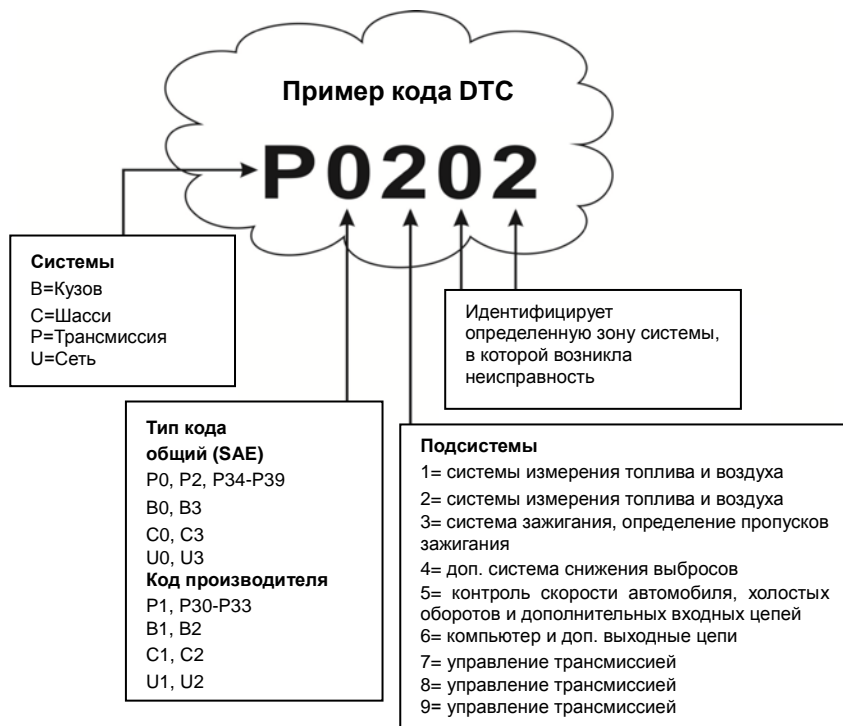 Пример кода DTC
P0202
Системы
B=Кузов
C=Шасси
P=Трансмиссия
U=Сеть
Идентифицирует
определенную зону системы,
в которой возникла
неисправность
Тип кода
общий (SAE)
P0, P2, P34-P39
B0, B3
C0, C3
U0, U3
Код производителя
P1, P30-P33
B1, B2
C1, C2
U1, U2
Подсистемы
1= системы измерения топлива и воздуха
2= системы измерения топлива и воздуха
3= система зажигания, определение пропусков
зажигания
4= доп. система снижения выбросов
5= контроль скорости автомобиля, холостых
оборотов и дополнительных входных цепей
6= компьютер и доп. выходные цепи
7= управление трансмиссией
8= управление трансмиссией
9= управление трансмиссией